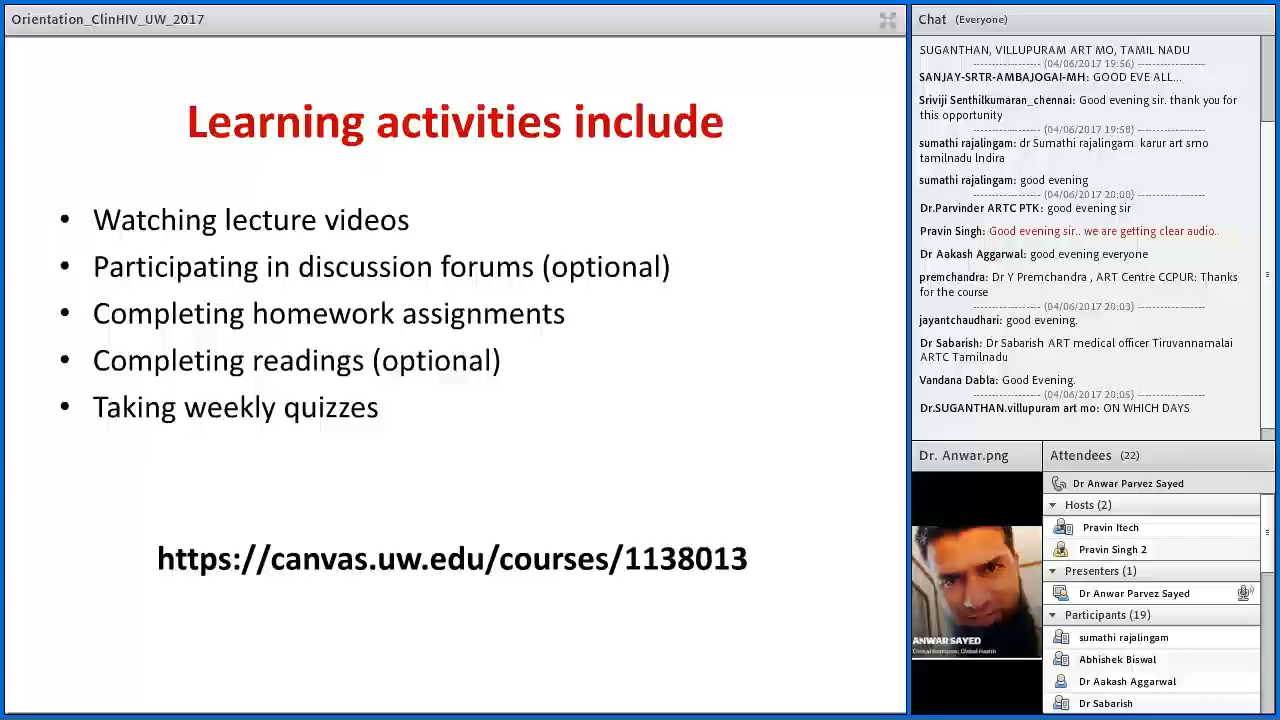 Orientation_ClinHIV_UW_2017
Learning activities include
• Watching lecture videos
• Participating in discussion forums (optional)
• Completing homework assignments
• Completing readings (optional)
• Taking weekly quizzes
https://canvas.uw.edu/courses/1138013
Chat (Everyone)
SUGANTHAN, VILLUPURAM ART MO, TAMIL NADU
------------------ (04/06/2017 19:56) ------------------
SANJAY-SRTR-AMBAJOGAI-MH: GOOD EVE ALL...
Sriviji Senthilkumaran_chennai: Good evening sir. thank you for
this opportunity
------------------ (04/06/2017 19:58) ------------------
sumathi rajalingam: dr Sumathi rajalingam karur art smo
tamilnadu Indira
sumathi rajalingam: good evening
------------------ (04/06/2017 20:00) ------------------
Dr.Parvinder ARTC PTK: good evening sir
Pravin Singh: Good evening sir.. we are getting clear audio..
Dr Aakash Aggarwal: good evening everyone
premchandra: Dr Y Premchandra , ART Centre CCPUR: Thanks
for the course
------------------ (04/06/2017 20:03) ------------------
jayantchaudhari: good evening.
Dr Sabarish: Dr Sabarish ART medical officer Tiruvannamalai
ARTC Tamilnadu
Vandana Dabla: Good Evening.
------------------ (04/06/2017 20:05) ------------------
Dr.SUGANTHAN.villupuram art mo: ON WHICH DAYS
Dr. Anwar.png
ANWAR SAYED
Clinical Instructor, Global Health
Attendees (22)
Dr Anwar Parvez Sayed
Hosts (2)
Pravin Itech
Pravin Singh 2
Presenters (1)
Dr Anwar Parvez Sayed
Participants (19)
sumathi rajalingam
Abhishek Biswal
Dr Aakash Aggarwal
Dr Sabarish